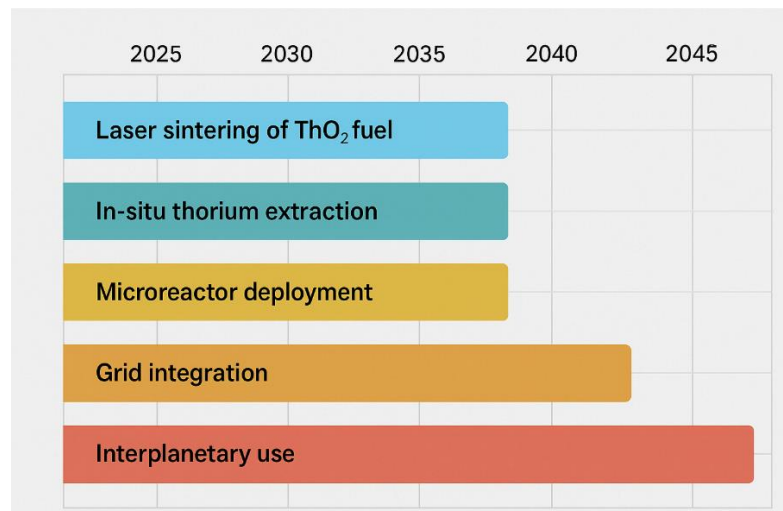 2025 2030 2035 2040 2045
Laser sintering of ThO₂ fuel
In-situ thorium extraction
Microreactor deployment
Grid integration
Interplanetary use